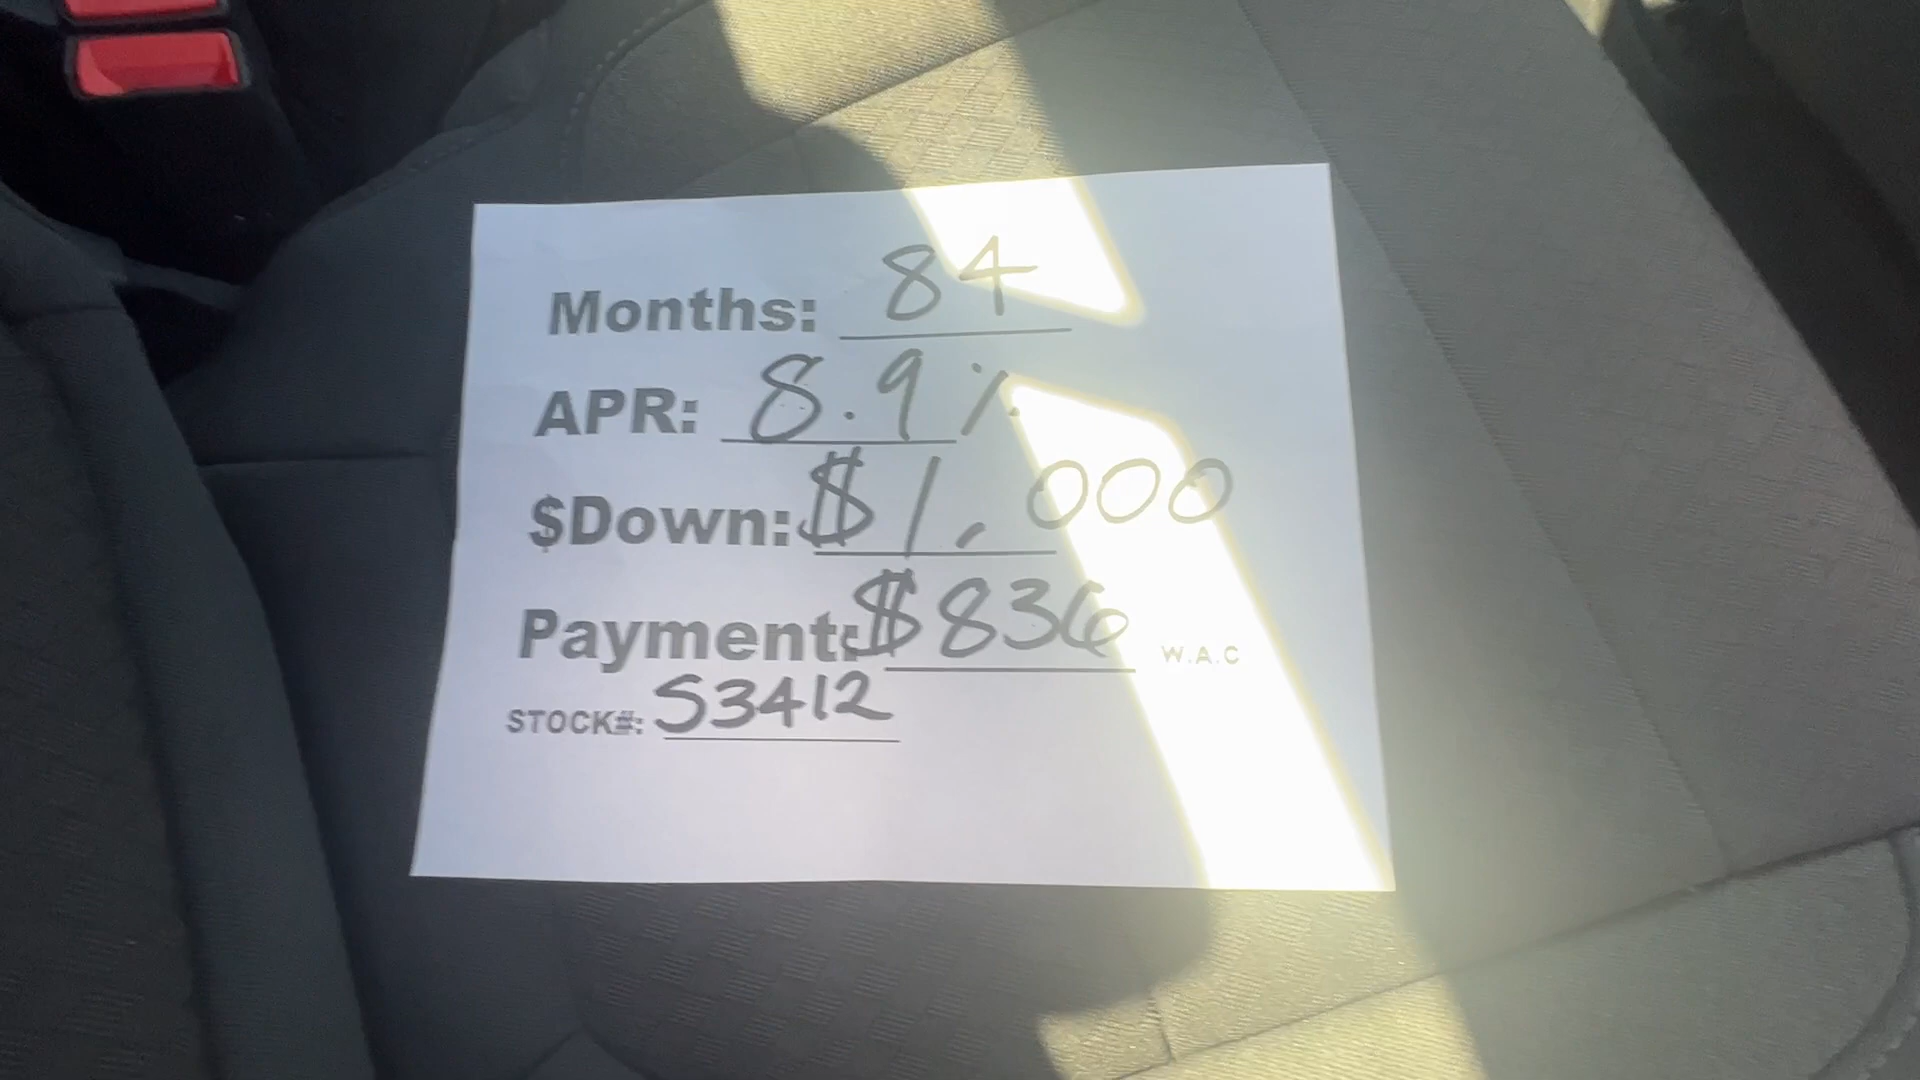 Months: 84
APR: 8.9%
$Down: $1,000
Payment: $836 W.A.C
STOCK#: S3412